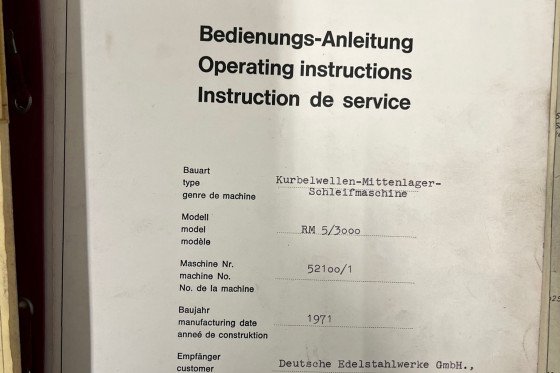 Bedienungs-Anleitung
Operating instructions
Instruction de service
Bauart
type
genre de machine
Kurbelwellen-Mittenlager-
Schleifmaschine
Modell
model
modèle
RM 5/3ooo
Maschine Nr.
machine No.
No. de la machine
521oo/1
Baujahr
manufacturing date
anneé de construktion
1971
Empfänger
customer
Deutsche Edelstahlwerke GmbH.,